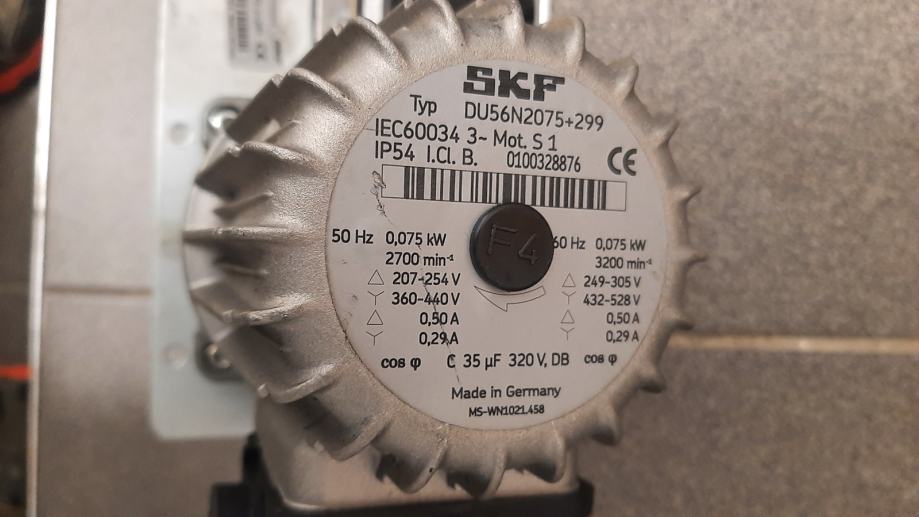 SKF
Typ DU56N2075+299
IEC60034 3~ Mot. S 1
IP54 I.Cl. B. 0100328876 CE
F4
50 Hz 0,075 kW
2700 min⁻¹
△ 207-254 V
Y 360-440 V
△ 0,50 A
Y 0,29 A
cos φ
60 Hz 0,075 kW
3200 min⁻¹
△ 249-305 V
Y 432-528 V
△ 0,50 A
Y 0,29 A
C 35 µF 320 V, DB cos φ
Made in Germany
MS-WN1021.458